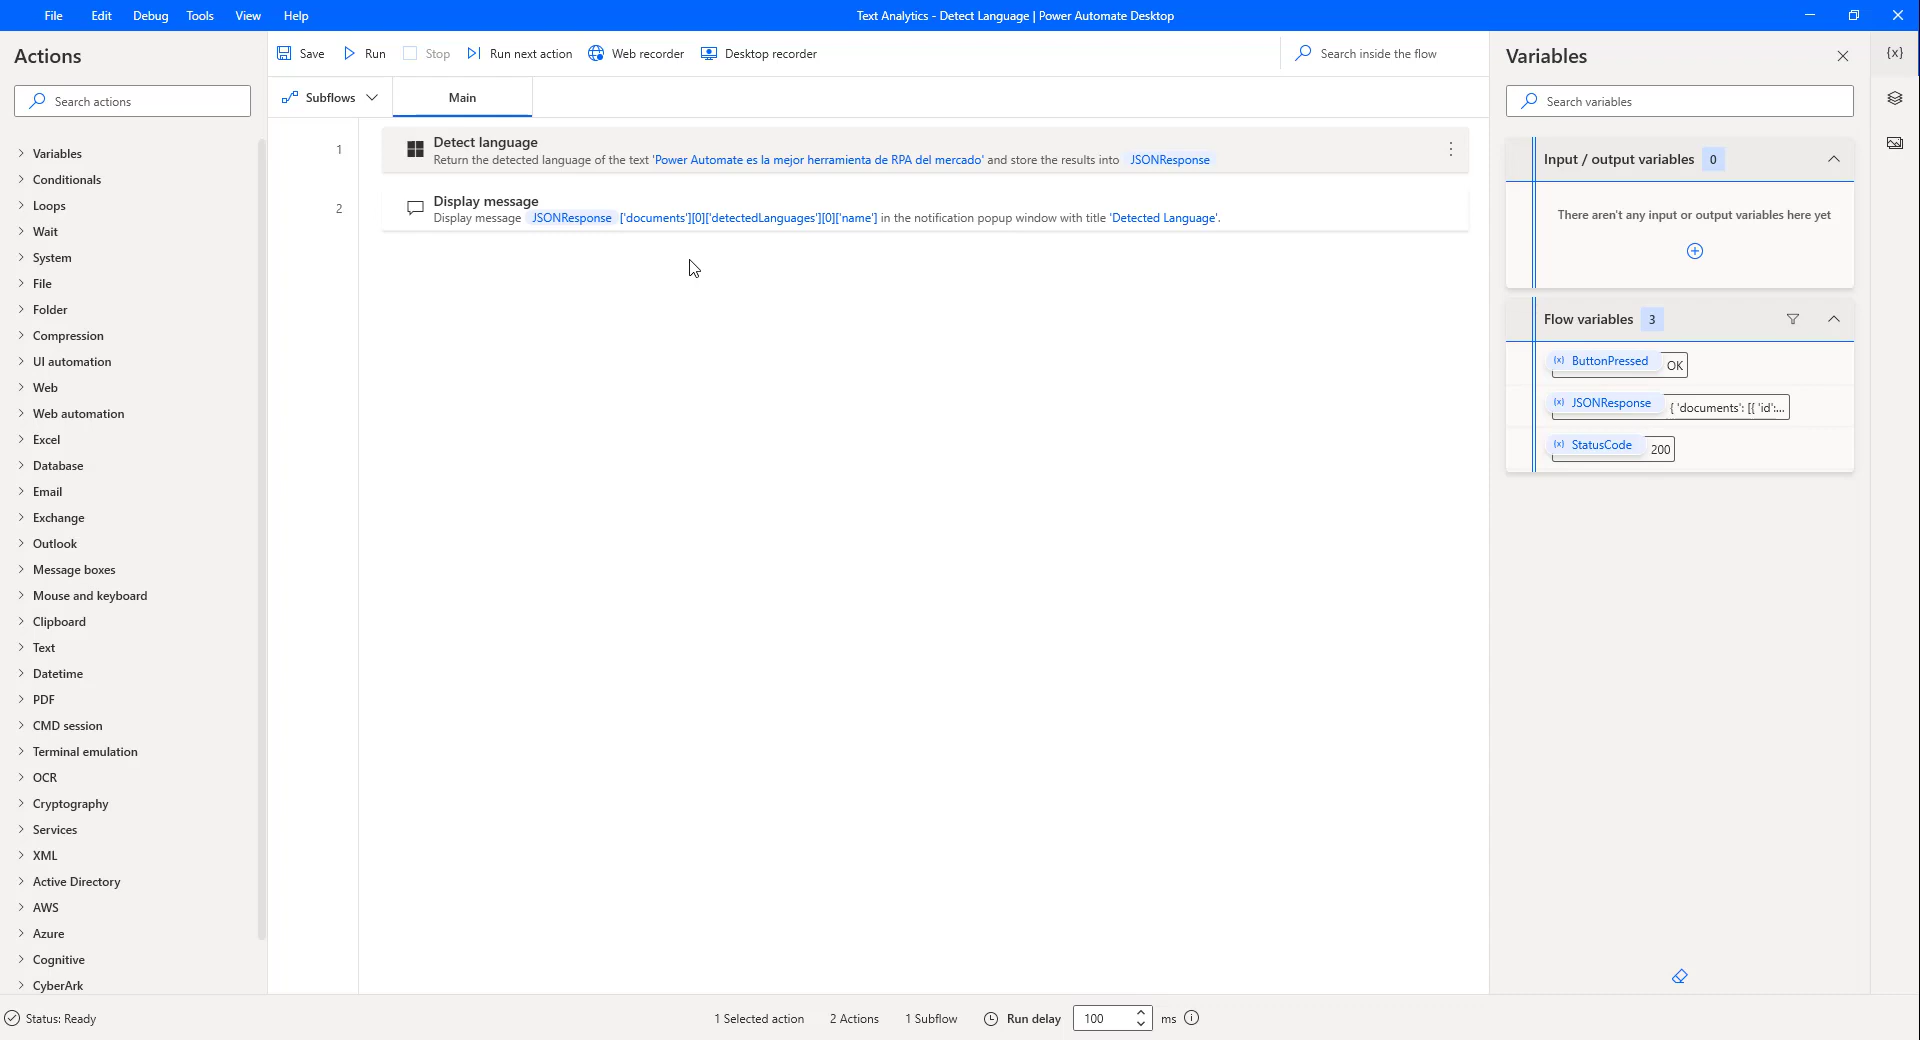 File Edit Debug Tools View Help
Text Analytics - Detect Language | Power Automate Desktop
Actions
Search actions
Variables
Conditionals
Loops
Wait
System
File
Folder
Compression
UI automation
Web
Web automation
Excel
Database
Email
Exchange
Outlook
Message boxes
Mouse and keyboard
Clipboard
Text
Datetime
PDF
CMD session
Terminal emulation
OCR
Cryptography
Services
XML
Active Directory
AWS
Azure
Cognitive
CyberArk
Save Run Stop Run next action Web recorder Desktop recorder
Search inside the flow
Subflows Main
1
Detect language
Return the detected language of the text 'Power Automate es la mejor herramienta de RPA del mercado' and store the results into JSONResponse
2
Display message
Display message JSONResponse ['documents'][0]['detectedLanguages'][0]['name'] in the notification popup window with title 'Detected Language'.
Variables
{x}
Search variables
Input / output variables 0
There aren't any input or output variables here yet
Flow variables 3
(x) ButtonPressed OK
(x) JSONResponse { 'documents': [{ 'id':...
(x) StatusCode 200
Status: Ready
1 Selected action 2 Actions 1 Subflow Run delay 100 ms